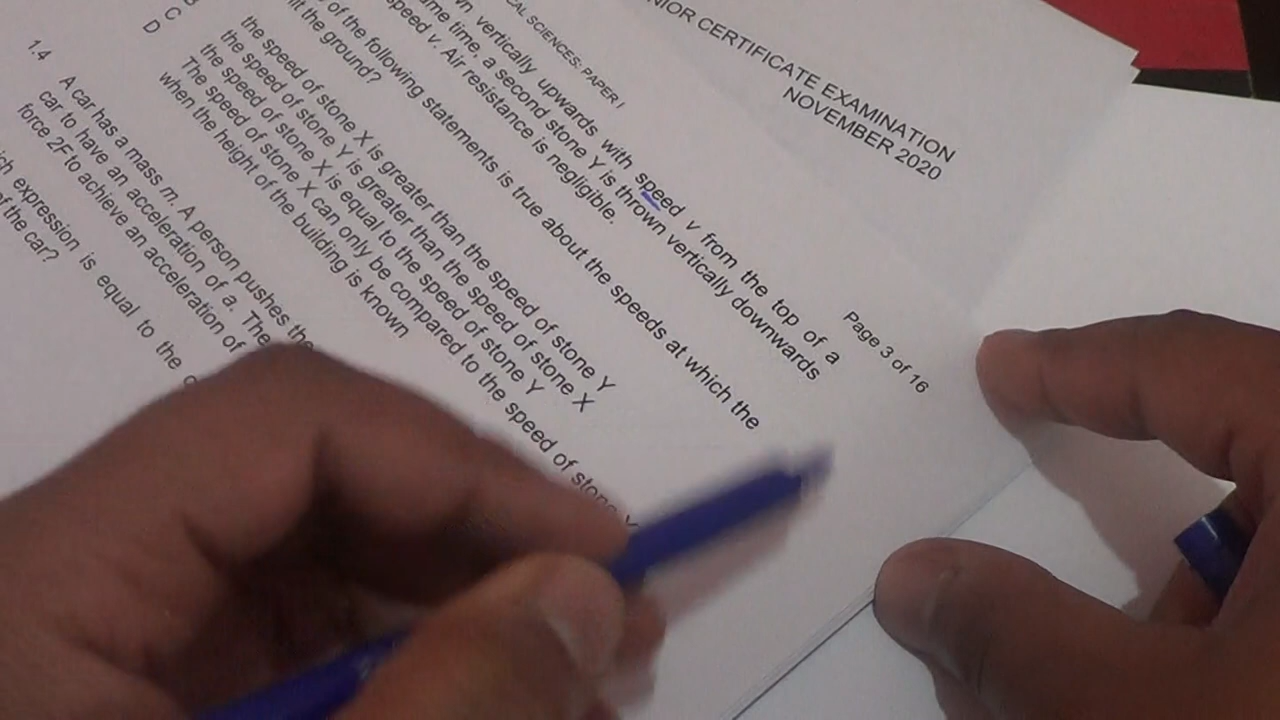 NIOR CERTIFICATE EXAMINATION
NOVEMBER 2020
CAL SCIENCES: PAPER I
Page 3 of 16
vertically upwards with speed v from the top of a
time, a second stone Y is thrown vertically downwards
speed v. Air resistance is negligible.
of the following statements is true about the speeds at which the
the ground?
the speed of stone X is greater than the speed of stone Y
the speed of stone Y is greater than the speed of stone X
C the speed of stone X is equal to the speed of stone Y
D The speed of stone X can only be compared to the speed of stone Y
when the height of the building is known
1.4 A car has a mass m. A person pushes the
car to have an acceleration of a. The
force 2F to achieve an acceleration of
expression is equal to the
of the car?